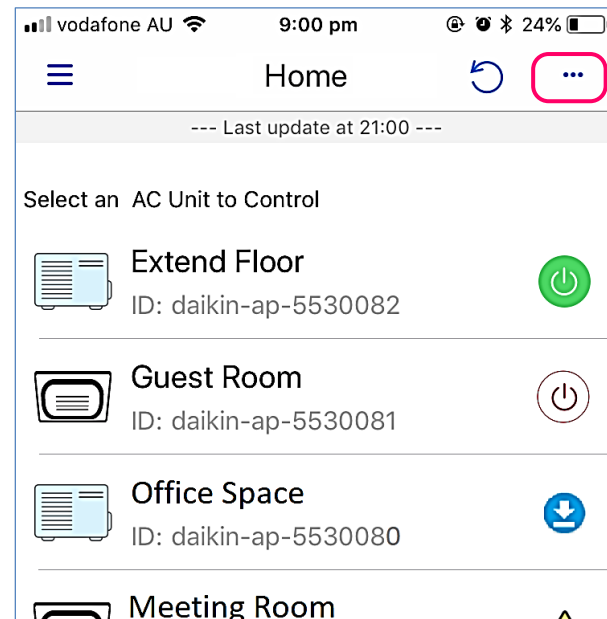 vodafone AU 9:00 pm 24%
Home
--- Last update at 21:00 ---
Select an AC Unit to Control
Extend Floor
ID: daikin-ap-5530082
Guest Room
ID: daikin-ap-5530081
Office Space
ID: daikin-ap-5530080
Meeting Room